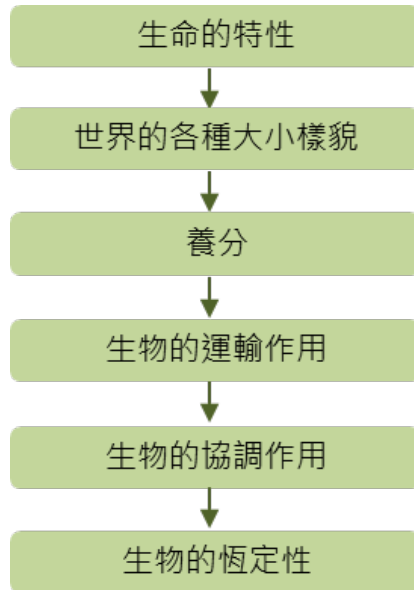 生命的特性
世界的各種大小樣貌
養分
生物的運輸作用
生物的協調作用
生物的恆定性